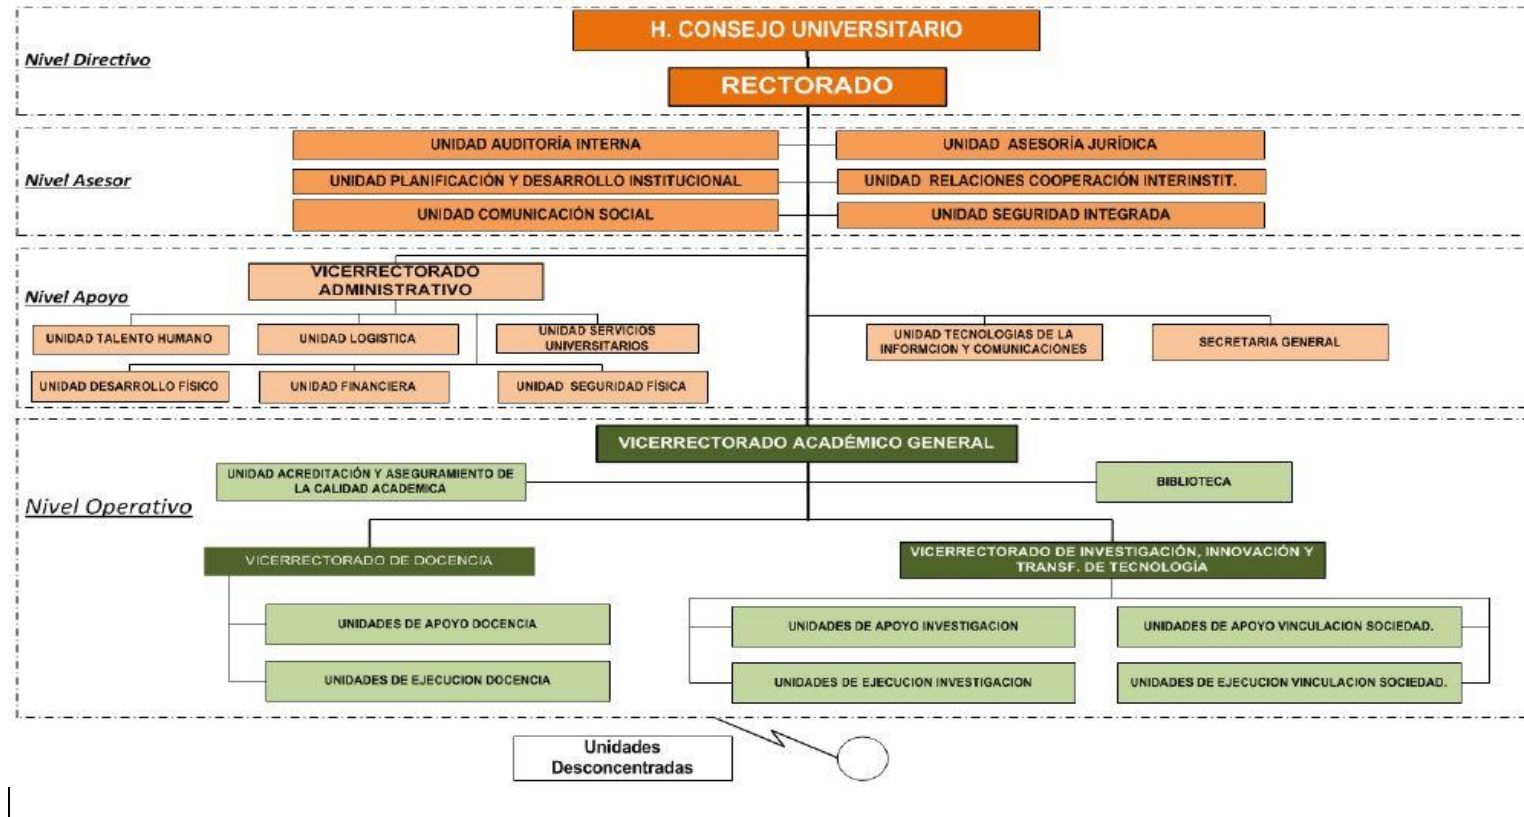 H. CONSEJO UNIVERSITARIO
Nivel Directivo
RECTORADO
UNIDAD AUDITORÍA INTERNA
UNIDAD ASESORÍA JURÍDICA
Nivel Asesor
UNIDAD PLANIFICACIÓN Y DESARROLLO INSTITUCIONAL
UNIDAD RELACIONES COOPERACIÓN INTERINSTIT.
UNIDAD COMUNICACIÓN SOCIAL
UNIDAD SEGURIDAD INTEGRADA
VICERRECTORADO
ADMINISTRATIVO
Nivel Apoyo
UNIDAD TALENTO HUMANO
UNIDAD LOGISTICA
UNIDAD SERVICIOS
UNIVERSITARIOS
UNIDAD TECNOLOGIAS DE LA
INFORMCION Y COMUNICACIONES
SECRETARIA GENERAL
UNIDAD DESARROLLO FÍSICO
UNIDAD FINANCIERA
UNIDAD SEGURIDAD FÍSICA
VICERRECTORADO ACADÉMICO GENERAL
UNIDAD ACREDITACIÓN Y ASEGURAMIENTO DE
LA CALIDAD ACADEMICA
BIBLIOTECA
Nivel Operativo
VICERRECTORADO DE DOCENCIA
VICERRECTORADO DE INVESTIGACIÓN, INNOVACIÓN Y
TRANSF. DE TECNOLOGÍA
UNIDADES DE APOYO DOCENCIA
UNIDADES DE APOYO INVESTIGACION
UNIDADES DE APOYO VINCULACION SOCIEDAD.
UNIDADES DE EJECUCION DOCENCIA
UNIDADES DE EJECUCION INVESTIGACION
UNIDADES DE EJECUCION VINCULACION SOCIEDAD.
Unidades
Desconcentradas